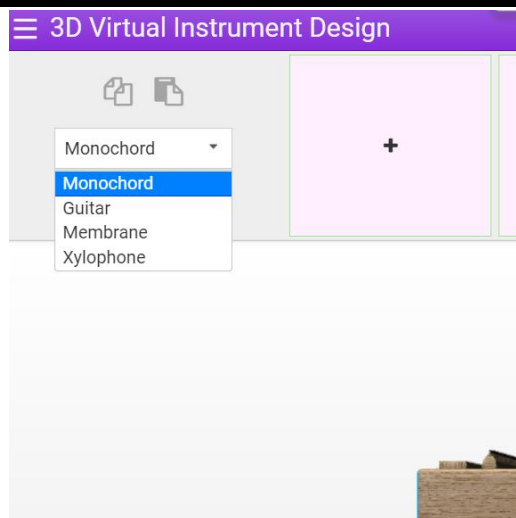 3D Virtual Instrument Design
Monochord
Monochord
Guitar
Membrane
Xylophone